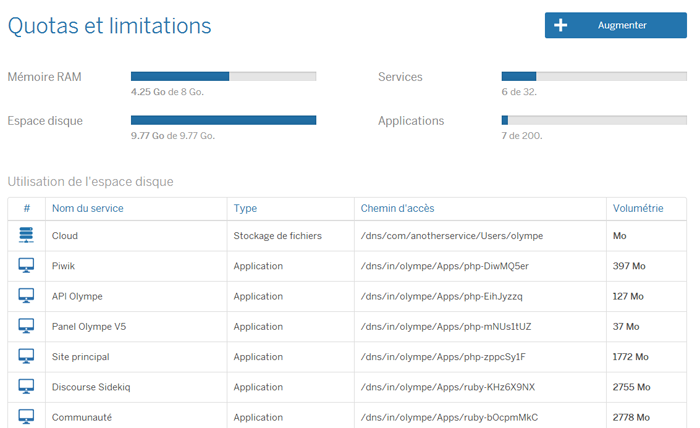 Quotas et limitations
Augmenter
Mémoire RAM
4.25 Go de 8 Go.
Services
6 de 32.
Espace disque
9.77 Go de 9.77 Go.
Applications
7 de 200.
Utilisation de l'espace disque
# Nom du service Type Chemin d'accès Volumétrie
Cloud Stockage de fichiers /dns/com/anotherservice/Users/olympe Mo
Piwik Application /dns/in/olympe/Apps/php-DiwMQ5er 397 Mo
API Olympe Application /dns/in/olympe/Apps/php-EihJyzzq 127 Mo
Panel Olympe V5 Application /dns/in/olympe/Apps/php-mNUs1tUZ 37 Mo
Site principal Application /dns/in/olympe/Apps/php-zppcSy1F 1772 Mo
Discourse Sidekiq Application /dns/in/olympe/Apps/ruby-KHz6X9NX 2755 Mo
Communauté Application /dns/in/olympe/Apps/ruby-bOcpmMkC 2778 Mo